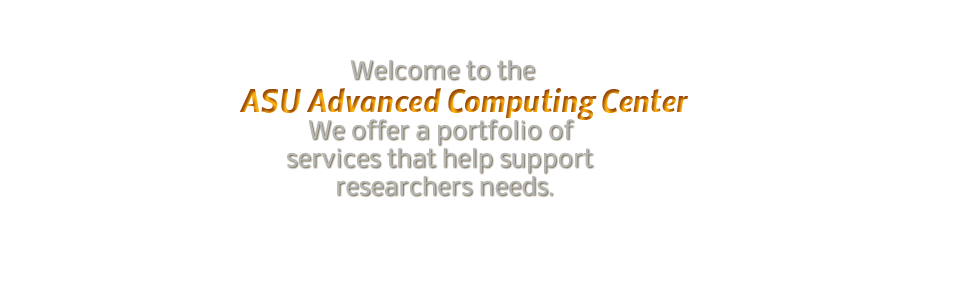 Welcome to the
ASU Advanced Computing Center
We offer a portfolio of
services that help support
researchers needs.